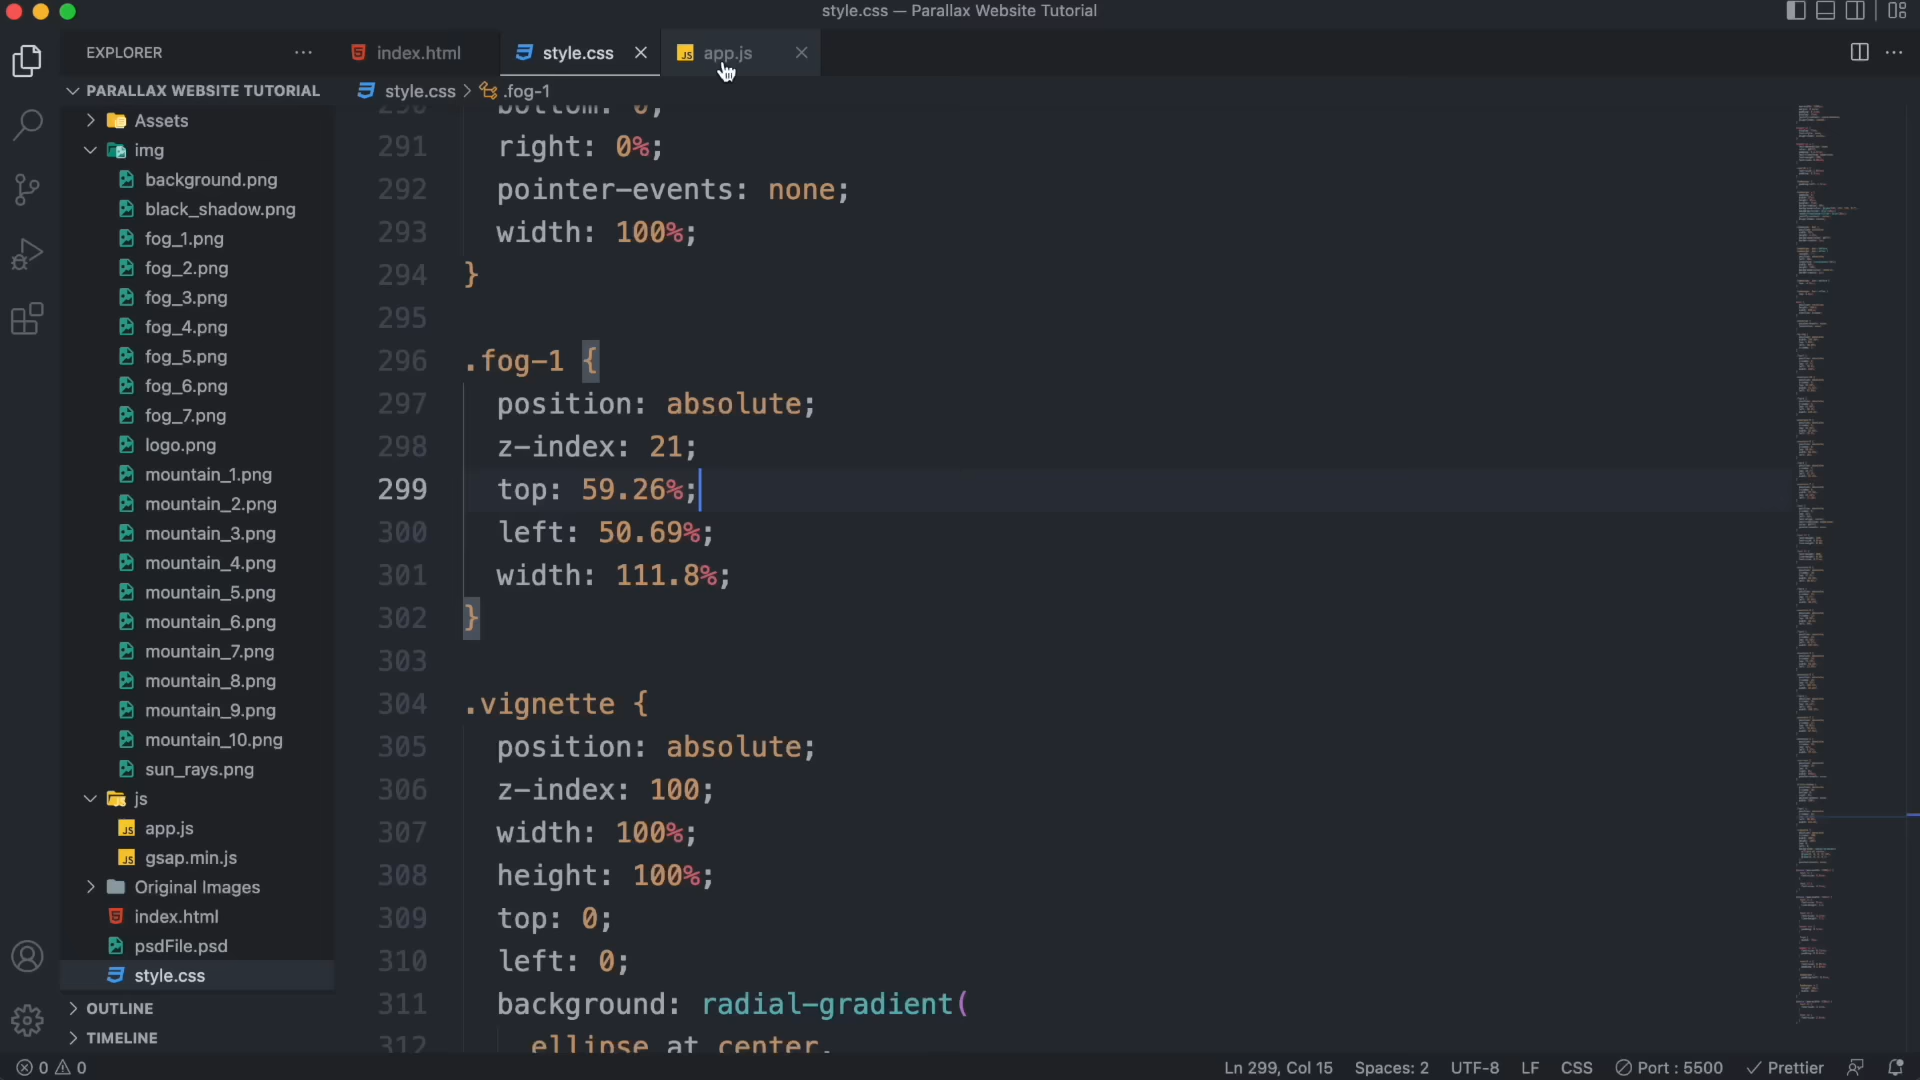 style.css — Parallax Website Tutorial
EXPLORER
index.html
style.css
app.js
PARALLAX WEBSITE TUTORIAL
style.css > .fog-1
Assets
img
background.png
black_shadow.png
fog_1.png
fog_2.png
fog_3.png
fog_4.png
fog_5.png
fog_6.png
fog_7.png
logo.png
mountain_1.png
mountain_2.png
mountain_3.png
mountain_4.png
mountain_5.png
mountain_6.png
mountain_7.png
mountain_8.png
mountain_9.png
mountain_10.png
sun_rays.png
js
app.js
gsap.min.js
Original Images
index.html
psdFile.psd
style.css
OUTLINE
TIMELINE
290 bottom: 0;
291 right: 0%;
292 pointer-events: none;
293 width: 100%;
294 }
295
296 .fog-1 {
297 position: absolute;
298 z-index: 21;
299 top: 59.26%;
300 left: 50.69%;
301 width: 111.8%;
302 }
303
304 .vignette {
305 position: absolute;
306 z-index: 100;
307 width: 100%;
308 height: 100%;
309 top: 0;
310 left: 0;
311 background: radial-gradient(
312 ellipse at center,
0 0
Ln 299, Col 15
Spaces: 2
UTF-8
LF
CSS
Port : 5500
Prettier